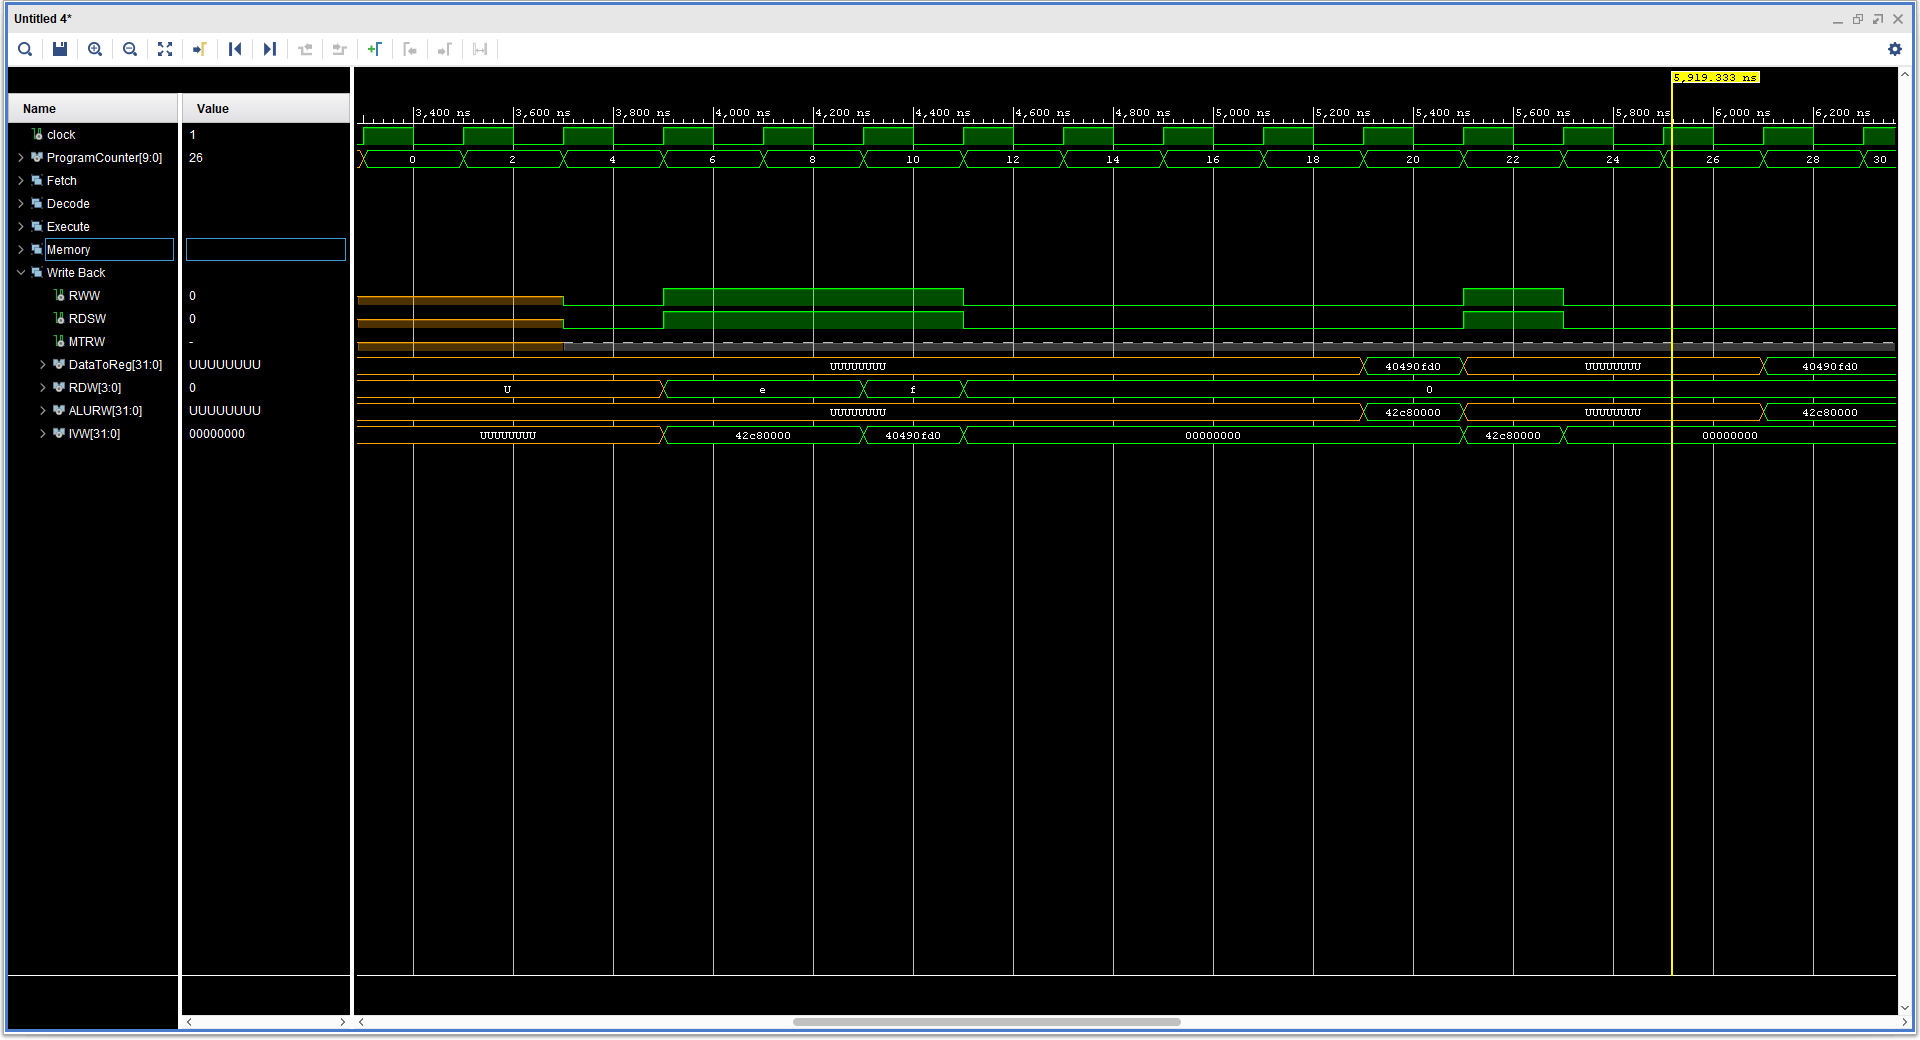 Untitled 4*
5,919.333 ns
Name Value
3,400 ns 3,600 ns 3,800 ns 4,000 ns 4,200 ns 4,400 ns 4,600 ns 4,800 ns 5,000 ns 5,200 ns 5,400 ns 5,600 ns 5,800 ns 6,000 ns 6,200 ns
clock 1
ProgramCounter[9:0] 26 0 2 4 6 8 10 12 14 16 18 20 22 24 26 28 30
Fetch
Decode
Execute
Memory
Write Back
RWW 0
RDSW 0
MTRW -
DataToReg[31:0] UUUUUUUU UUUUUUUU 40490fd0 UUUUUUUU 40490fd0
RDW[3:0] 0 U e f 0
ALURW[31:0] UUUUUUUU UUUUUUUU 42c80000 UUUUUUUU 42c80000
IVW[31:0] 00000000 UUUUUUUU 42c80000 40490fd0 00000000 42c80000 00000000